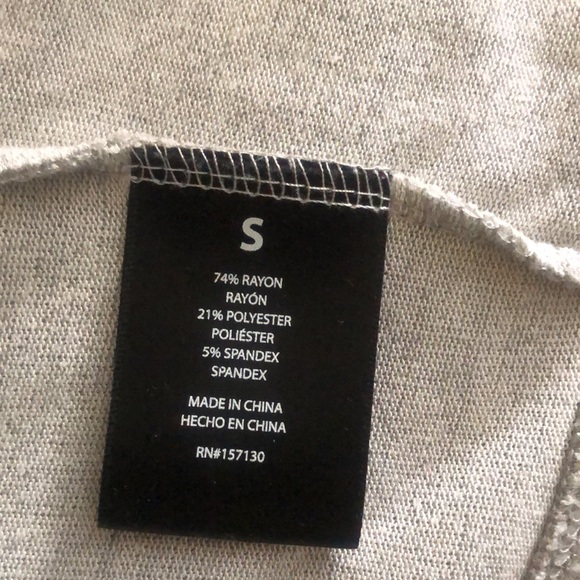 S
74% RAYON
RAYÓN
21% POLYESTER
POLIÉSTER
5% SPANDEX
SPANDEX
MADE IN CHINA
HECHO EN CHINA
RN#157130